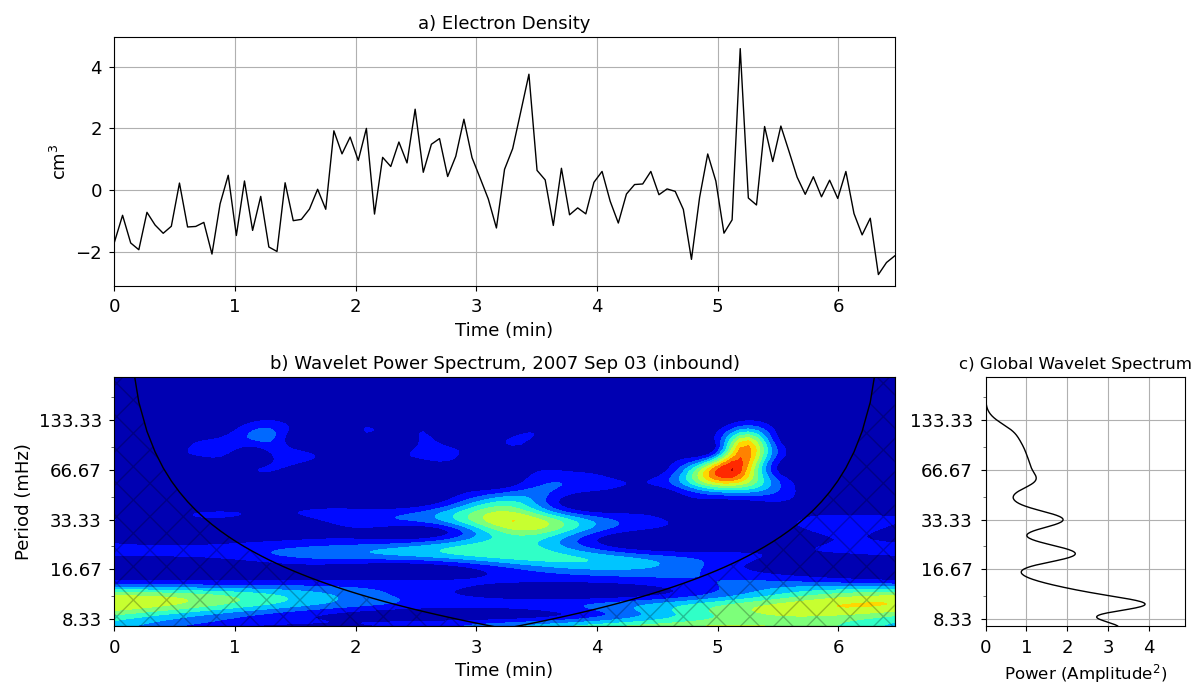 a) Electron Density
4
2
0
−2
cm³
0 1 2 3 4 5 6
Time (min)
b) Wavelet Power Spectrum, 2007 Sep 03 (inbound)
133.33
66.67
33.33
16.67
8.33
Period (mHz)
0 1 2 3 4 5 6
Time (min)
c) Global Wavelet Spectrum
133.33
66.67
33.33
16.67
8.33
0 1 2 3 4
Power (Amplitude²)